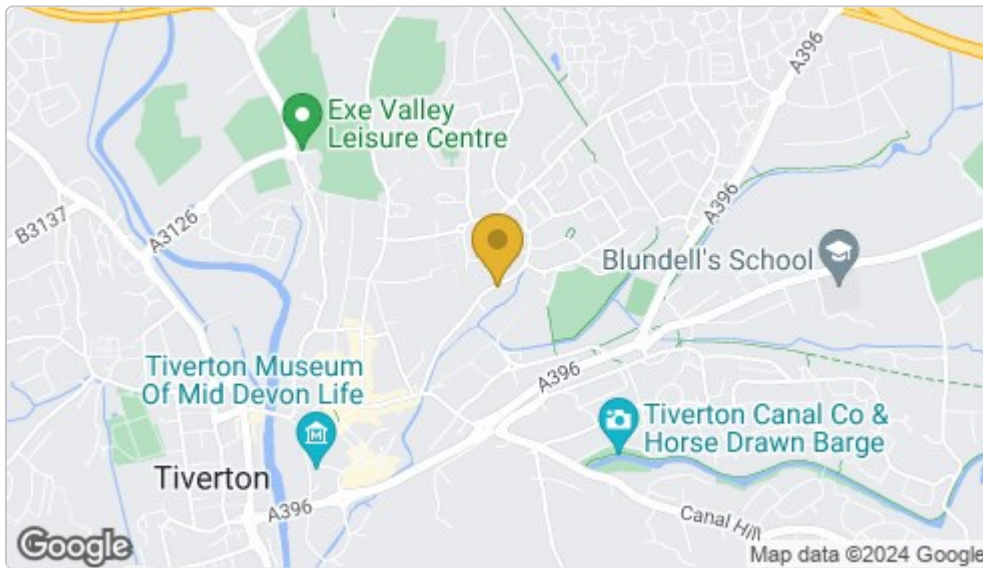 A396
Exe Valley
Leisure Centre
A396
B3137
A3126
Blundell's School
Tiverton Museum
Of Mid Devon Life
A396
Tiverton Canal Co &
Horse Drawn Barge
Tiverton
A396
Canal Hill
Google
Map data ©2024 Google